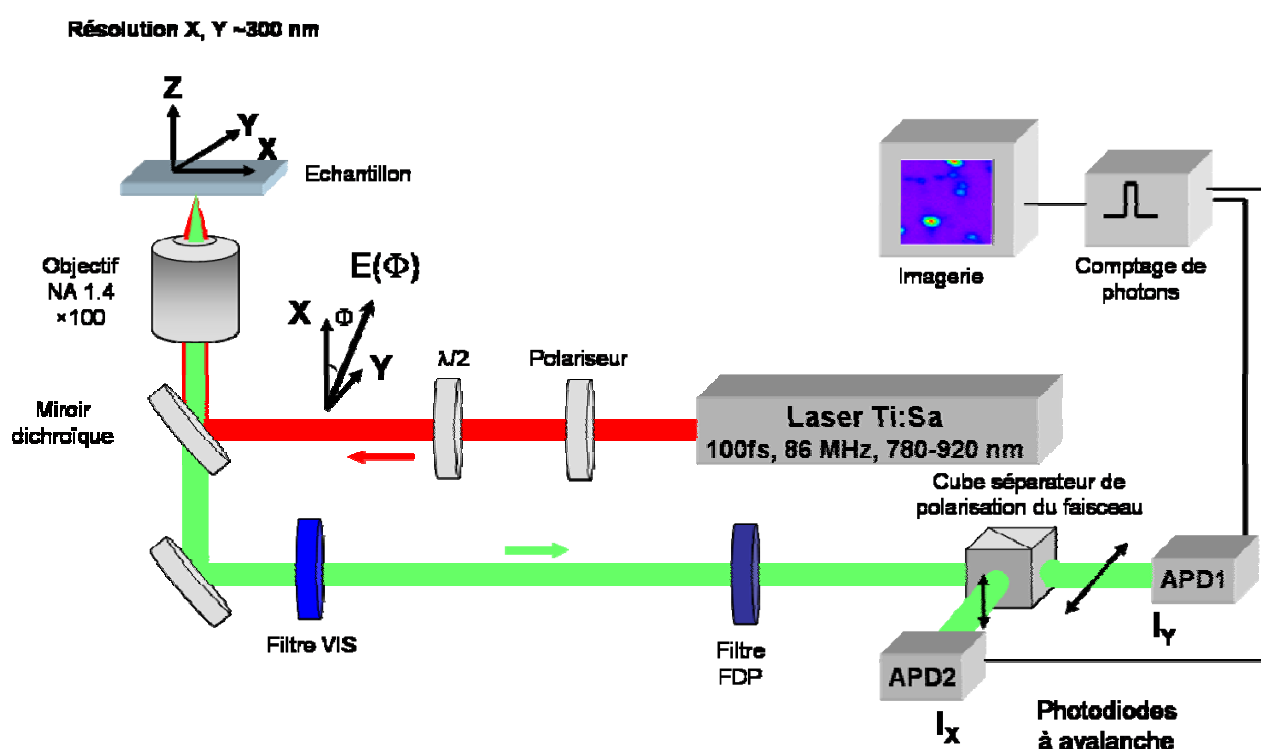 Résolution X, Y ~300 nm
Z
Y
X
Echantillon
Objectif
NA 1.4
×100
E(Φ)
X
Φ
Y
λ/2
Polariseur
Miroir
dichroïque
Laser Ti:Sa
100fs, 86 MHz, 780-920 nm
Imagerie
Comptage de
photons
Cube séparateur de
polarisation du faisceau
Filtre VIS
Filtre
FDP
APD1
I_Y
APD2
I_X
Photodiodes
à avalanche